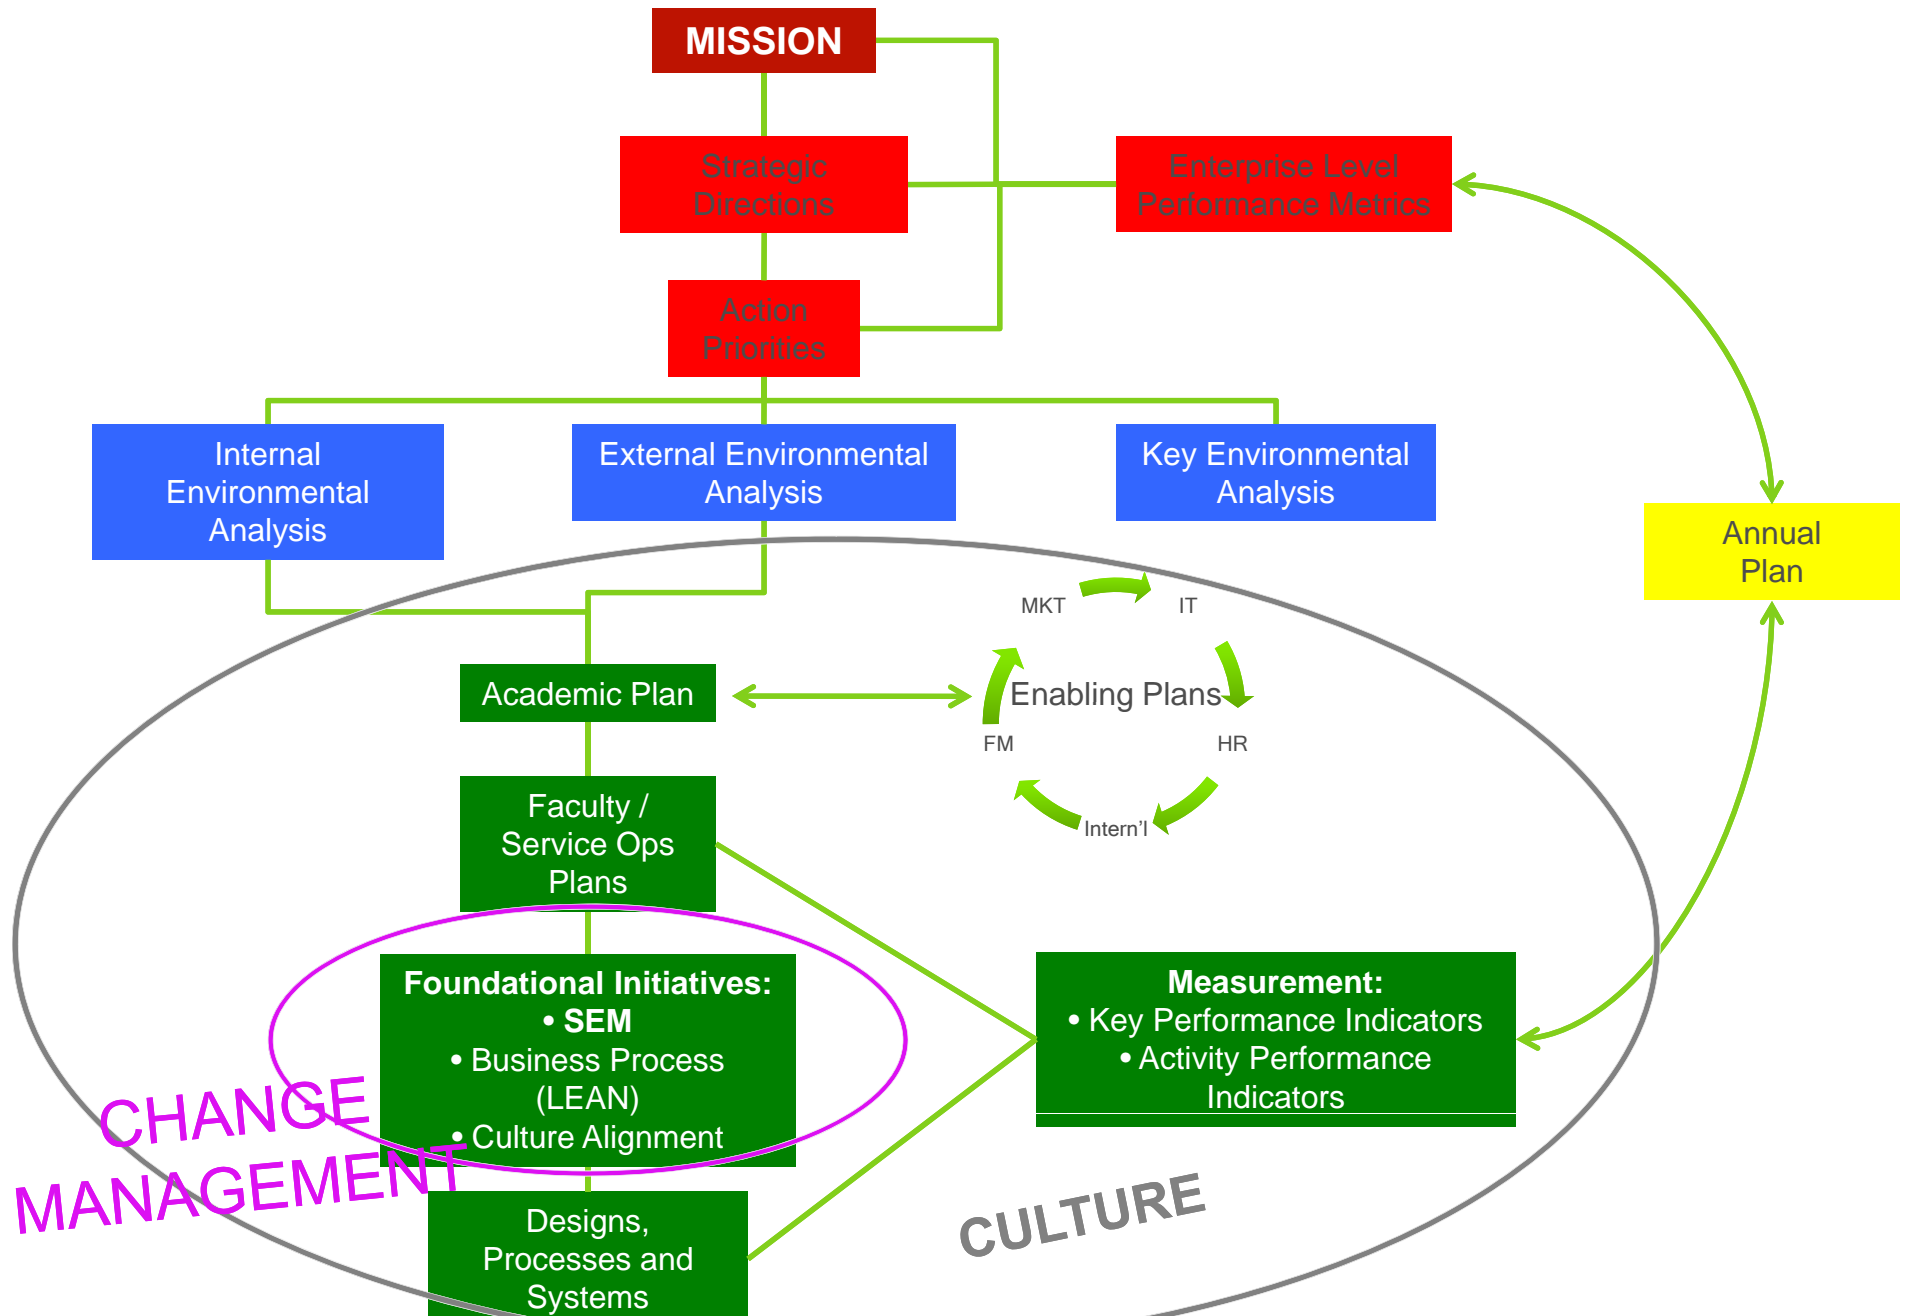 MISSION
Strategic
Directions
Enterprise Level
Performance Metrics
Action
Priorities
Internal
Environmental
Analysis
External Environmental
Analysis
Key Environmental
Analysis
Annual
Plan
MKT
IT
Academic Plan
Enabling Plans
FM
HR
Intern’l
Faculty /
Service Ops
Plans
Foundational Initiatives:
• SEM
• Business Process
(LEAN)
• Culture Alignment
Measurement:
• Key Performance Indicators
• Activity Performance
Indicators
CHANGE
MANAGEMENT
CULTURE
Designs,
Processes and
Systems